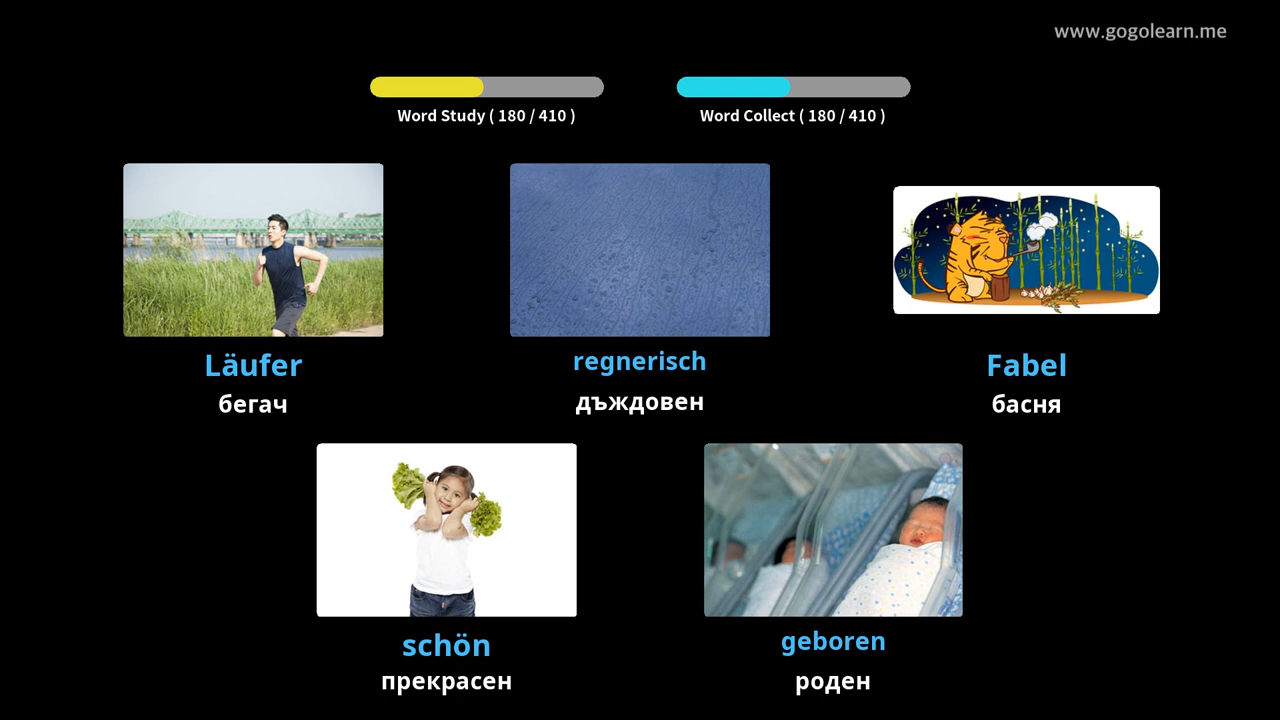 www.gogolearn.me
Word Study ( 180 / 410 )
Word Collect ( 180 / 410 )
Läufer
бегач
regnerisch
дъждовен
Fabel
басня
schön
прекрасен
geboren
роден